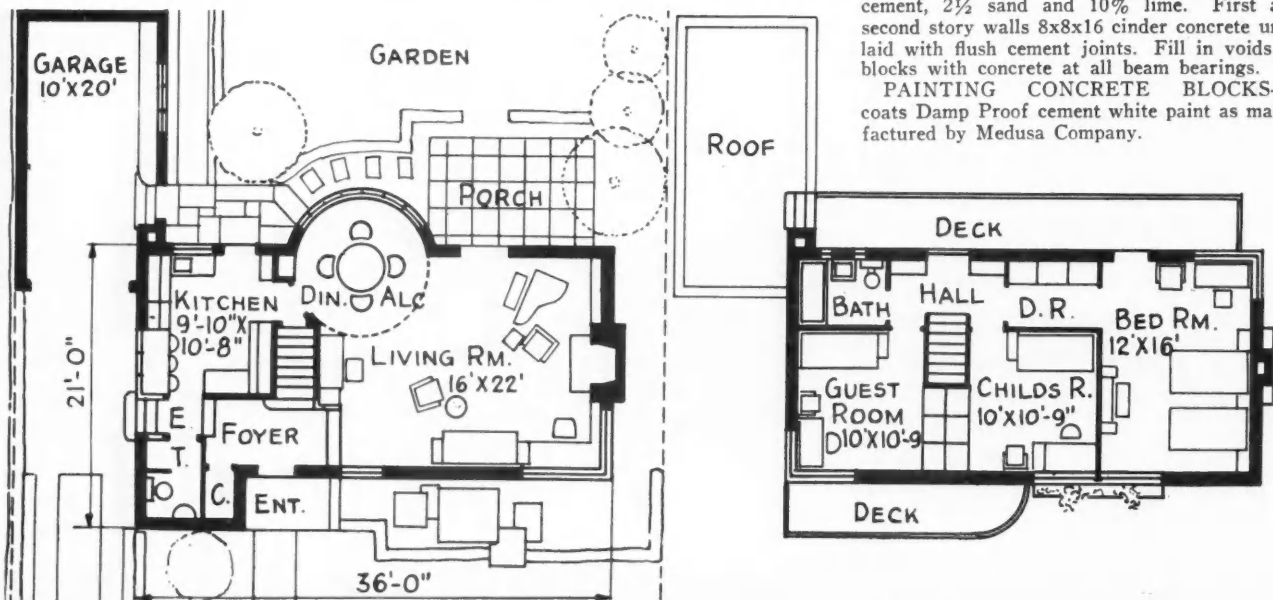 cement, 2½ sand and 10% lime. First a
second story walls 8x8x16 cinder concrete un
laid with flush cement joints. Fill in voids
blocks with concrete at all beam bearings.
PAINTING CONCRETE BLOCKS-
coats Damp Proof cement white paint as ma
factured by Medusa Company.
GARAGE
10'X20'
GARDEN
PORCH
KITCHEN
9'-10"X
10'-8"
DIN. ALC
LIVING RM.
16'X22'
21'-0"
E
T.
FOYER
C.
ENT.
36'-0"
ROOF
DECK
BATH
HALL
D.R.
BED RM.
12'X16'
GUEST
ROOM
10'X10'-9
CHILDS R.
10'X10'-9"
DECK